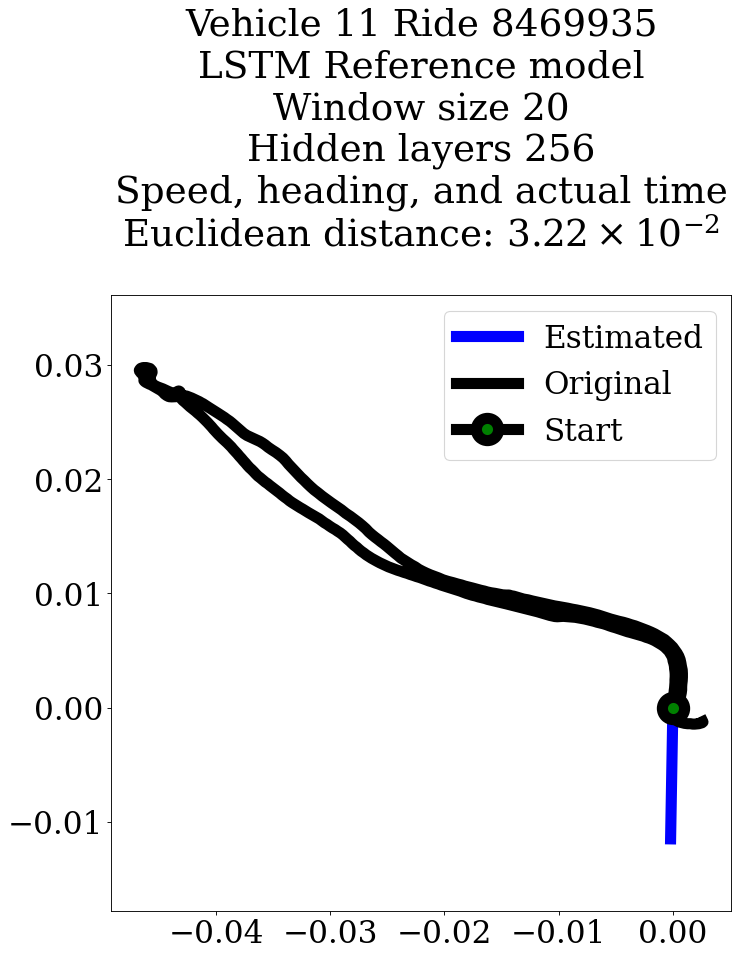 Vehicle 11 Ride 8469935
LSTM Reference model
Window size 20
Hidden layers 256
Speed, heading, and actual time
Euclidean distance: 3.22 × 10⁻²
Estimated
Original
Start
0.03
0.02
0.01
0.00
−0.01
−0.04 −0.03 −0.02 −0.01 0.00